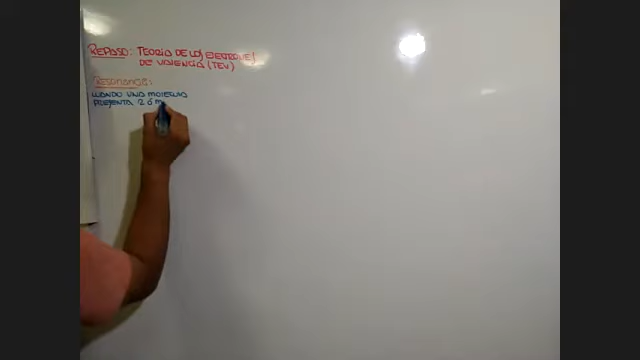 REPASO: TEORIA DE LOS ELECTRONES
DE VALENCIA (TEV)
RESONANCIA:
CUANDO UNA MOLECULA
PRESENTA 2 Ó M